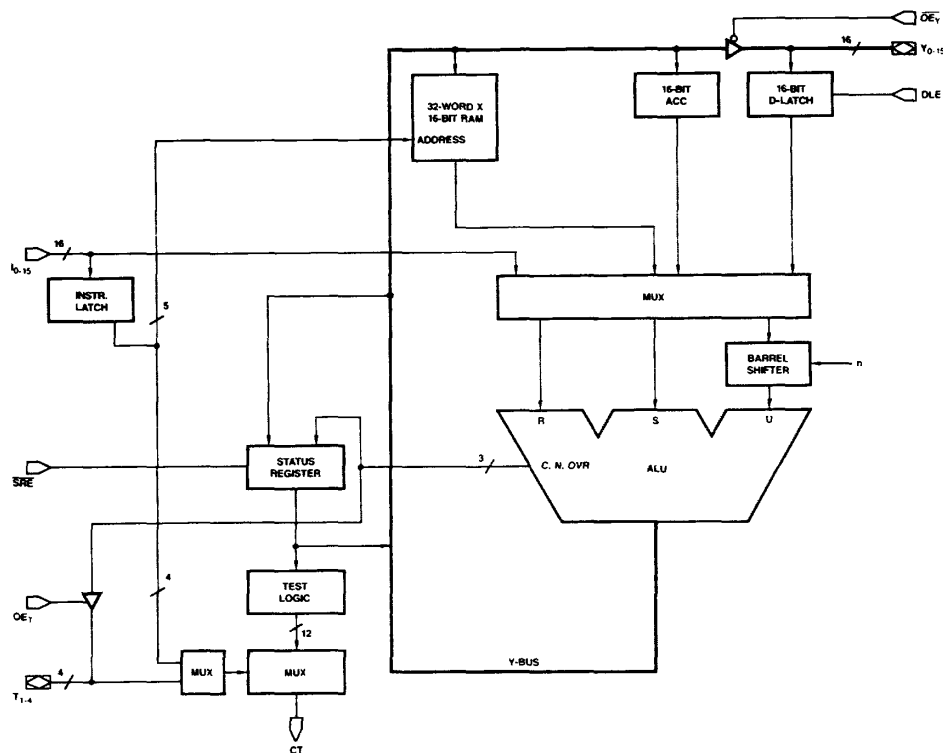 OE_Y
16
Y0-15
32-WORD X
16-BIT RAM
ADDRESS
16-BIT
ACC
16-BIT
D-LATCH
DLE
16
I0-15
INSTR.
LATCH
5
MUX
BARREL
SHIFTER
n
R
S
U
STATUS
REGISTER
3
C. N. OVR
ALU
SRE
4
TEST
LOGIC
OE_T
12
4
T1-4
MUX
MUX
Y-BUS
CT